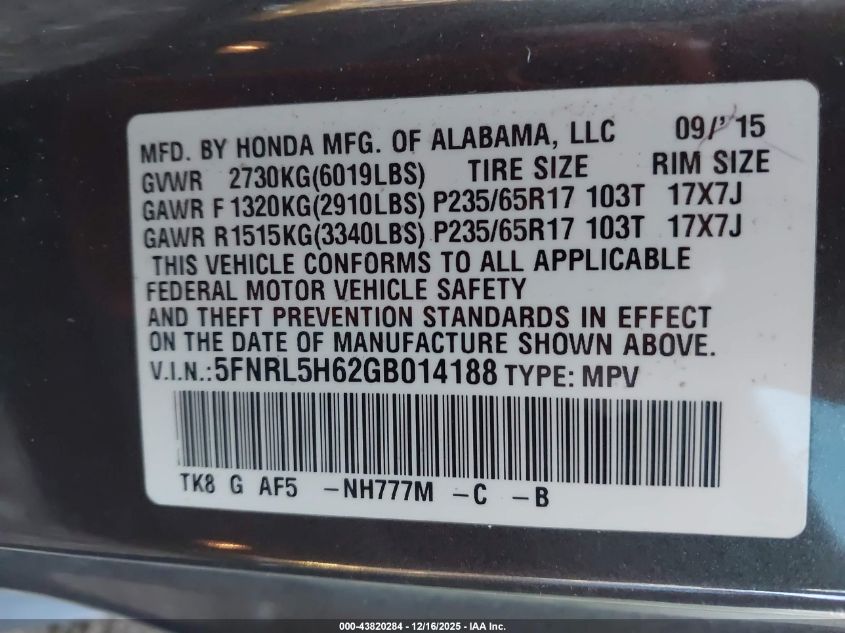 MFD. BY HONDA MFG. OF ALABAMA, LLC 09/' 15
GVWR 2730KG(6019LBS) TIRE SIZE RIM SIZE
GAWR F 1320KG(2910LBS) P235/65R17 103T 17X7J
GAWR R1515KG(3340LBS) P235/65R17 103T 17X7J
THIS VEHICLE CONFORMS TO ALL APPLICABLE
FEDERAL MOTOR VEHICLE SAFETY
AND THEFT PREVENTION STANDARDS IN EFFECT
ON THE DATE OF MANUFACTURE SHOWN ABOVE.
V.I.N.:5FNRL5H62GB014188 TYPE: MPV
TK8 G AF5 -NH777M -C -B
000-43820284 - 12/16/2025 - IAA Inc.